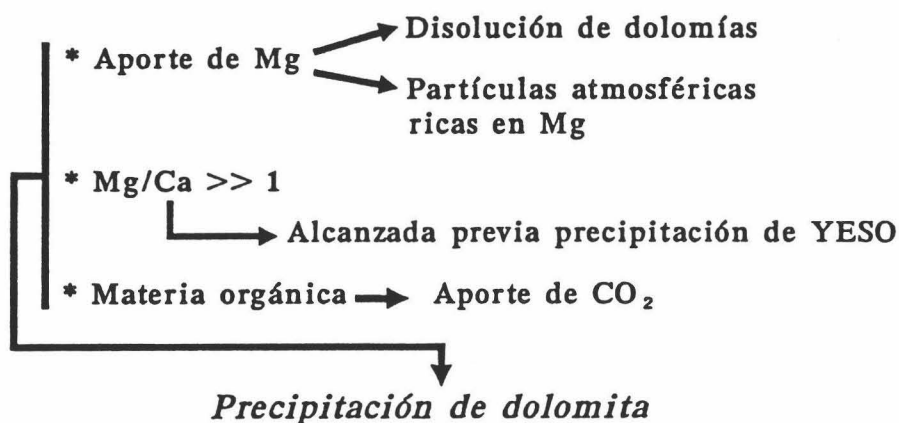 * Aporte de Mg
Disolución de dolomías
Partículas atmosféricas
ricas en Mg
* Mg/Ca >> 1
Alcanzada previa precipitación de YESO
* Materia orgánica
Aporte de CO₂
Precipitación de dolomita